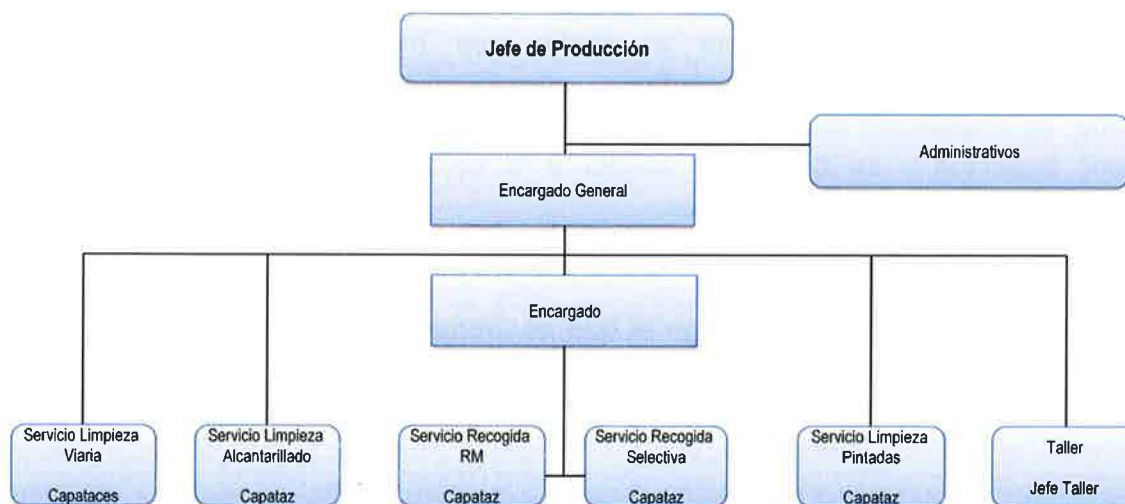 Jefe de Producción
Administrativos
Encargado General
Encargado
Servicio Limpieza
Viaria
Capataces
Servicio Limpieza
Alcantarillado
Capataz
Servicio Recogida
RM
Capataz
Servicio Recogida
Selectiva
Capataz
Servicio Limpieza
Pintadas
Capataz
Taller
Jefe Taller